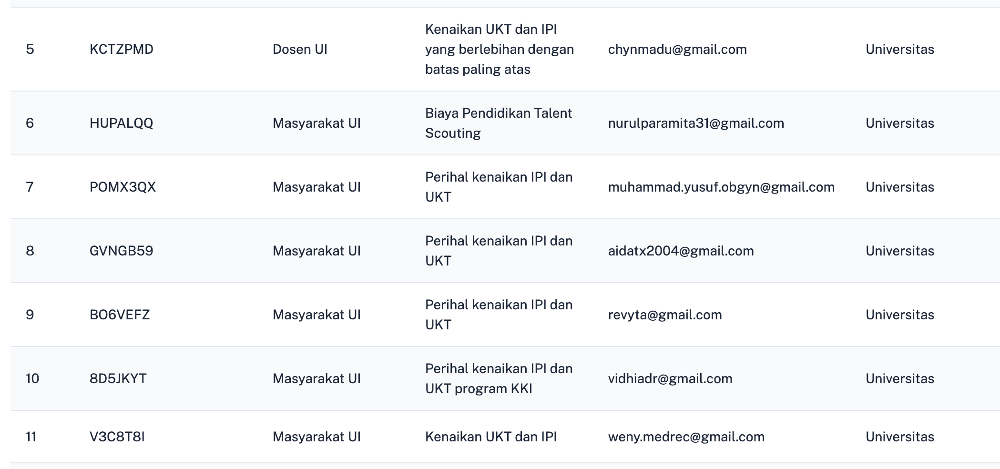 Kenaikan UKT dan IPI
5 KCTZPMD Dosen UI yang berlebihan dengan chynmadu@gmail.com Universitas
batas paling atas
Biaya Pendidikan Talent
6 HUPALQQ Masyarakat UI nurulparamita31@gmail.com Universitas
Scouting
Perihal kenaikan IPI dan
7 POMX3QX Masyarakat UI muhammad.yusuf.obgyn@gmail.com Universitas
UKT
Perihal kenaikan IPI dan
8 GVNGB59 Masyarakat UI aidatx2004@gmail.com Universitas
UKT
Perihal kenaikan IPI dan
9 BO6VEFZ Masyarakat UI revyta@gmail.com Universitas
UKT
Perihal kenaikan IPI dan
10 8D5JKYT Masyarakat UI vidhiadr@gmail.com Universitas
UKT program KKI
11 V3C8T8I Masyarakat UI Kenaikan UKT dan IPI weny.medrec@gmail.com Universitas